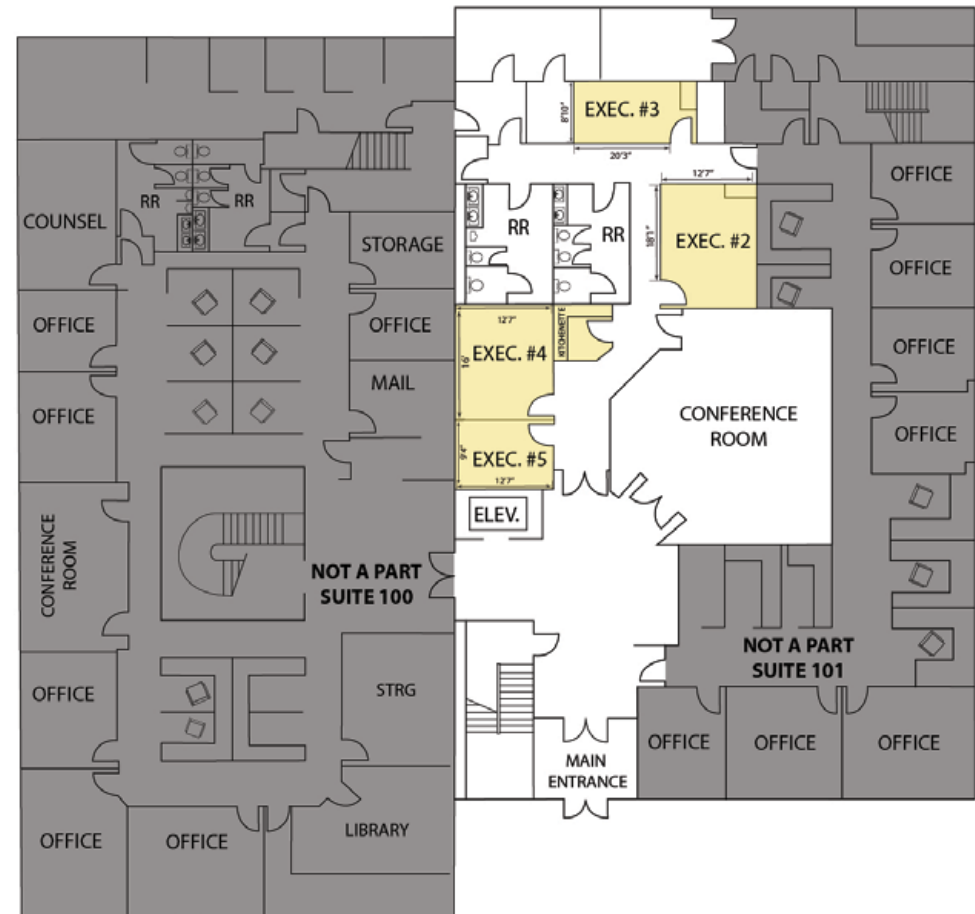 EXEC. #3
8'10"
20'3"
12'7"
OFFICE
COUNSEL
RR
RR
STORAGE
RR
RR
18'1"
EXEC. #2
OFFICE
OFFICE
OFFICE
12'7"
KITCHENETTE
EXEC. #4
16'
OFFICE
MAIL
OFFICE
CONFERENCE
ROOM
OFFICE
9'4"
EXEC. #5
12'7"
ELEV.
CONFERENCE
ROOM
NOT A PART
SUITE 100
NOT A PART
SUITE 101
OFFICE
STRG
OFFICE
OFFICE
OFFICE
MAIN
ENTRANCE
OFFICE
OFFICE
LIBRARY